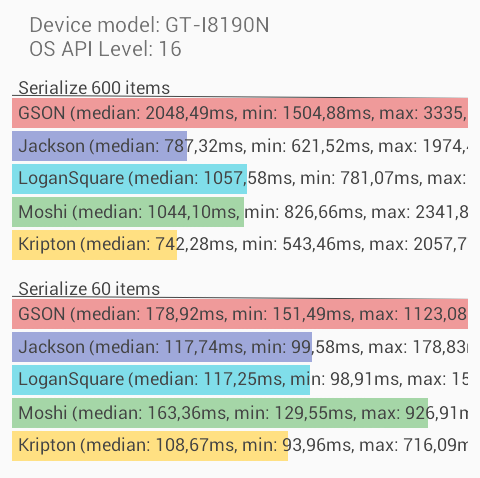 Device model: GT-I8190N
OS API Level: 16
Serialize 600 items
GSON (median: 2048,49ms, min: 1504,88ms, max: 3335,
Jackson (median: 787,32ms, min: 621,52ms, max: 1974,
LoganSquare (median: 1057,58ms, min: 781,07ms, max:
Moshi (median: 1044,10ms, min: 826,66ms, max: 2341,8
Kripton (median: 742,28ms, min: 543,46ms, max: 2057,7
Serialize 60 items
GSON (median: 178,92ms, min: 151,49ms, max: 1123,08
Jackson (median: 117,74ms, min: 99,58ms, max: 178,83
LoganSquare (median: 117,25ms, min: 98,91ms, max: 15
Moshi (median: 163,36ms, min: 129,55ms, max: 926,91m
Kripton (median: 108,67ms, min: 93,96ms, max: 716,09m